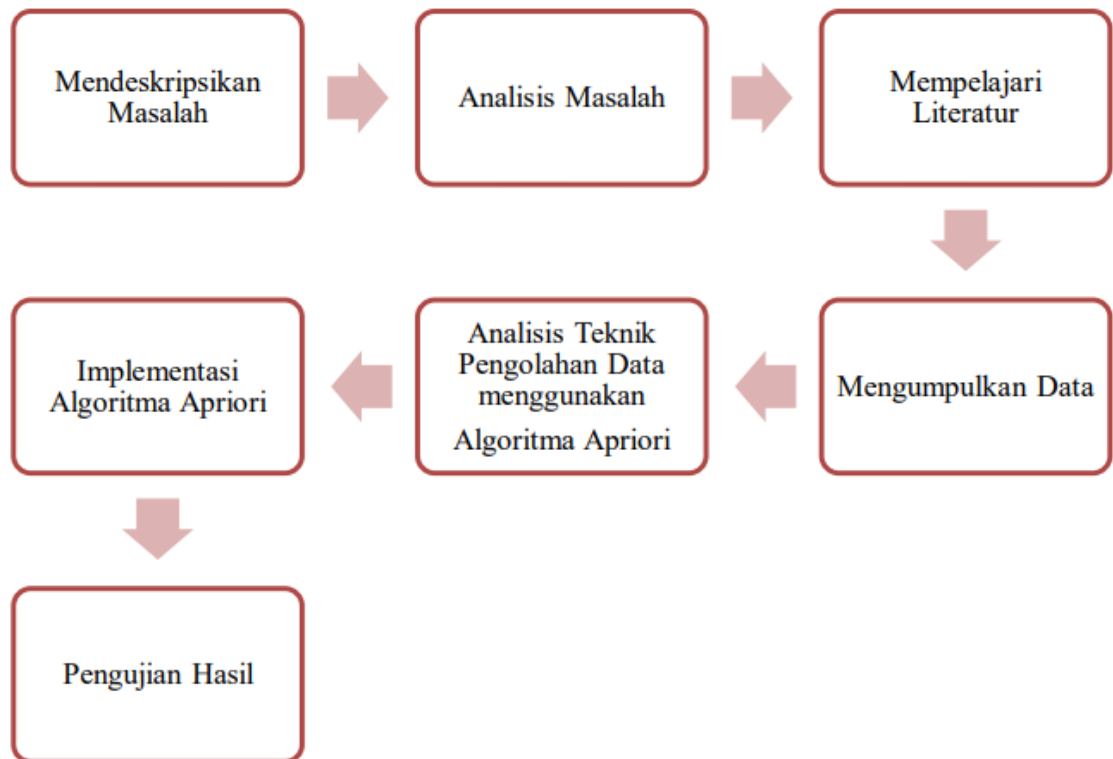 Mendeskripsikan
Masalah
Analisis Masalah
Mempelajari
Literatur
Mengumpulkan Data
Analisis Teknik
Pengolahan Data
menggunakan
Algoritma Apriori
Implementasi
Algoritma Apriori
Pengujian Hasil